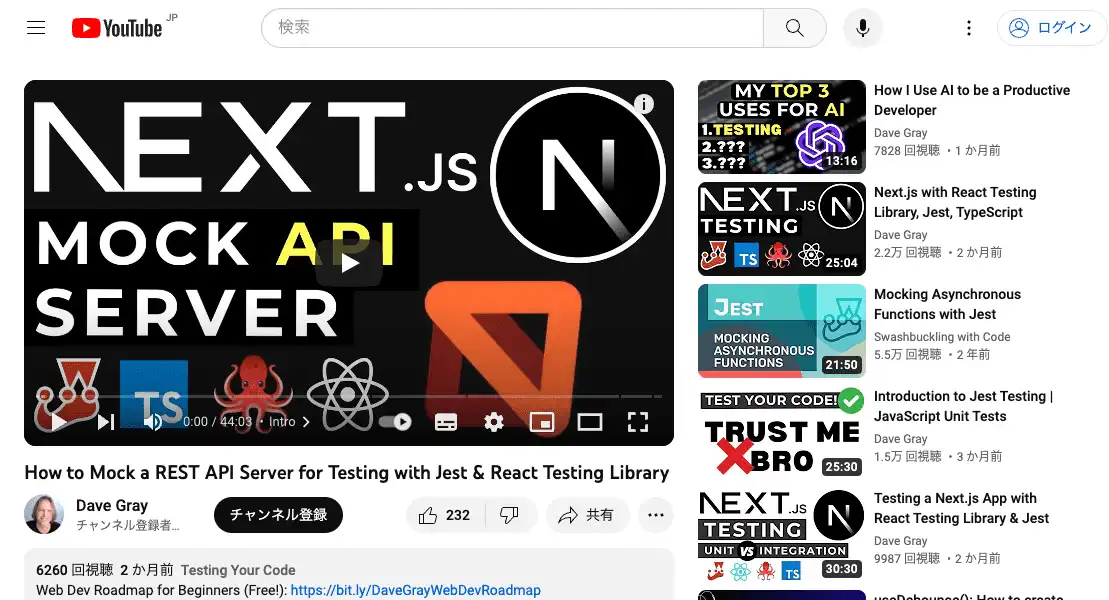 YouTube JP
検索
ログイン
NEXT.JS
MOCK API
SERVER
TS
0:00 / 44:03 • Intro
How to Mock a REST API Server for Testing with Jest & React Testing Library
Dave Gray
チャンネル登録者...
チャンネル登録
232
共有
6260 回視聴 2 か月前 Testing Your Code
Web Dev Roadmap for Beginners (Free!): https://bit.ly/DaveGrayWebDevRoadmap
MY TOP 3
USES FOR AI
1.TESTING
2.???
3.???
13:16
How I Use AI to be a Productive
Developer
Dave Gray
7828 回視聴 • 1 か月前
NEXT.JS
TESTING
TS
25:04
Next.js with React Testing
Library, Jest, TypeScript
Dave Gray
2.2万 回視聴 • 2 か月前
JEST
MOCKING
ASYNCHRONOUS
FUNCTIONS
21:50
Mocking Asynchronous
Functions with Jest
Swashbuckling with Code
5.5万 回視聴 • 2 年前
TEST YOUR CODE!
TRUST ME
BRO
25:30
Introduction to Jest Testing |
JavaScript Unit Tests
Dave Gray
1.5万 回視聴 • 3 か月前
NEXT.JS
TESTING
UNIT VS INTEGRATION
TS
30:30
Testing a Next.js App with
React Testing Library & Jest
Dave Gray
9987 回視聴 • 2 か月前
useDebounce(): How to create